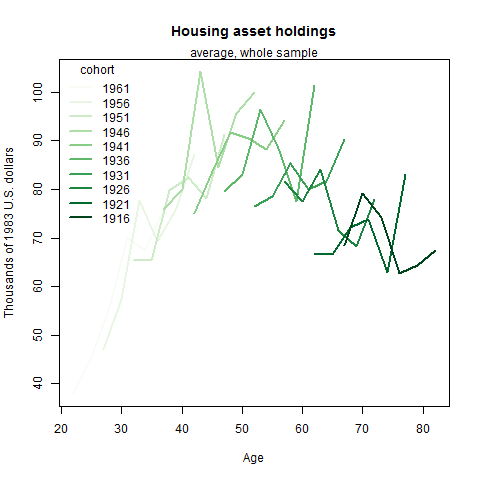 Housing asset holdings
average, whole sample
cohort
1961
1956
1951
1946
1941
1936
1931
1926
1921
1916
Thousands of 1983 U.S. dollars
100
90
80
70
60
50
40
20 30 40 50 60 70 80
Age